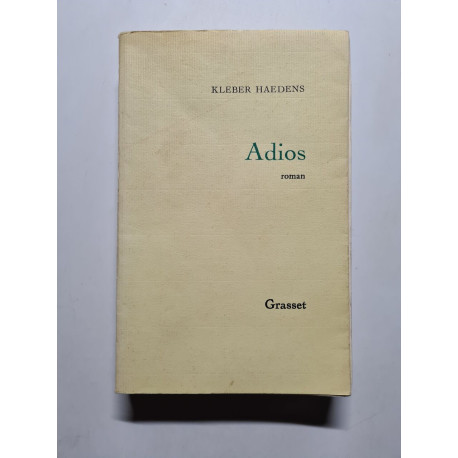 KLEBER HAEDENS
Adios
roman
Grasset